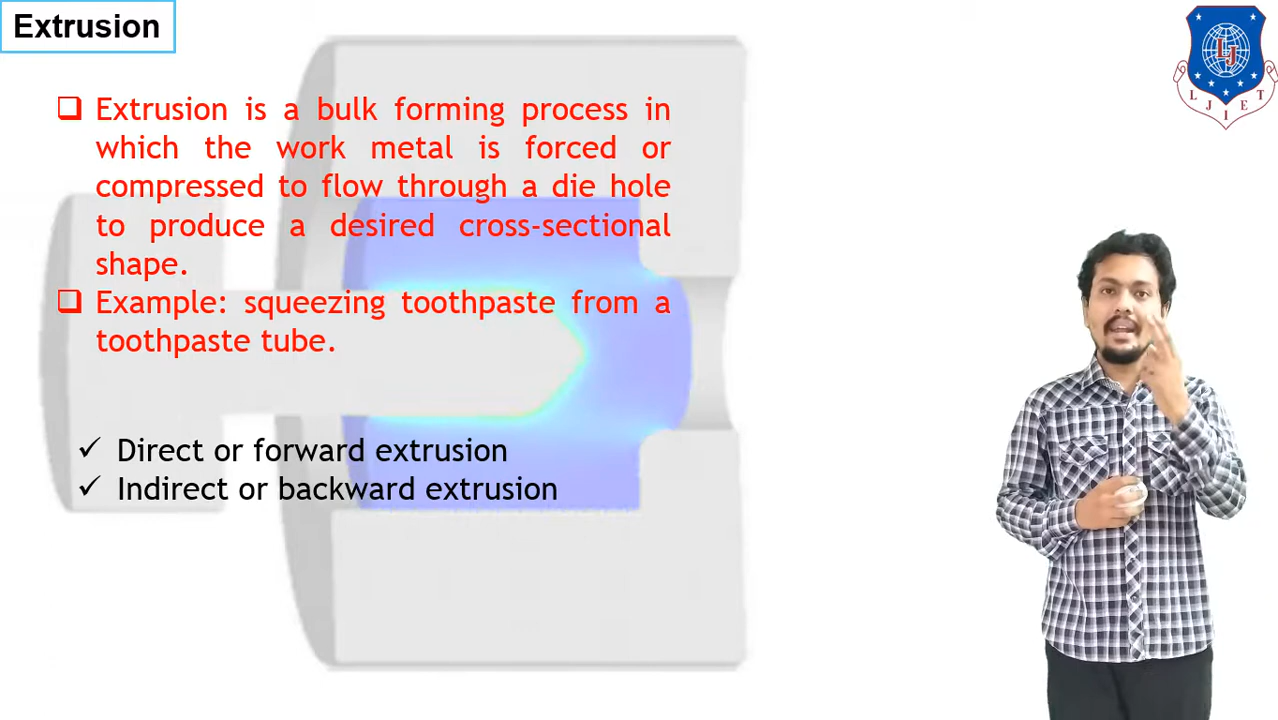 Extrusion
Extrusion is a bulk forming process in
which the work metal is forced or
compressed to flow through a die hole
to produce a desired cross-sectional
shape.
Example: squeezing toothpaste from a
toothpaste tube.
Direct or forward extrusion
Indirect or backward extrusion
LJ
LJIET